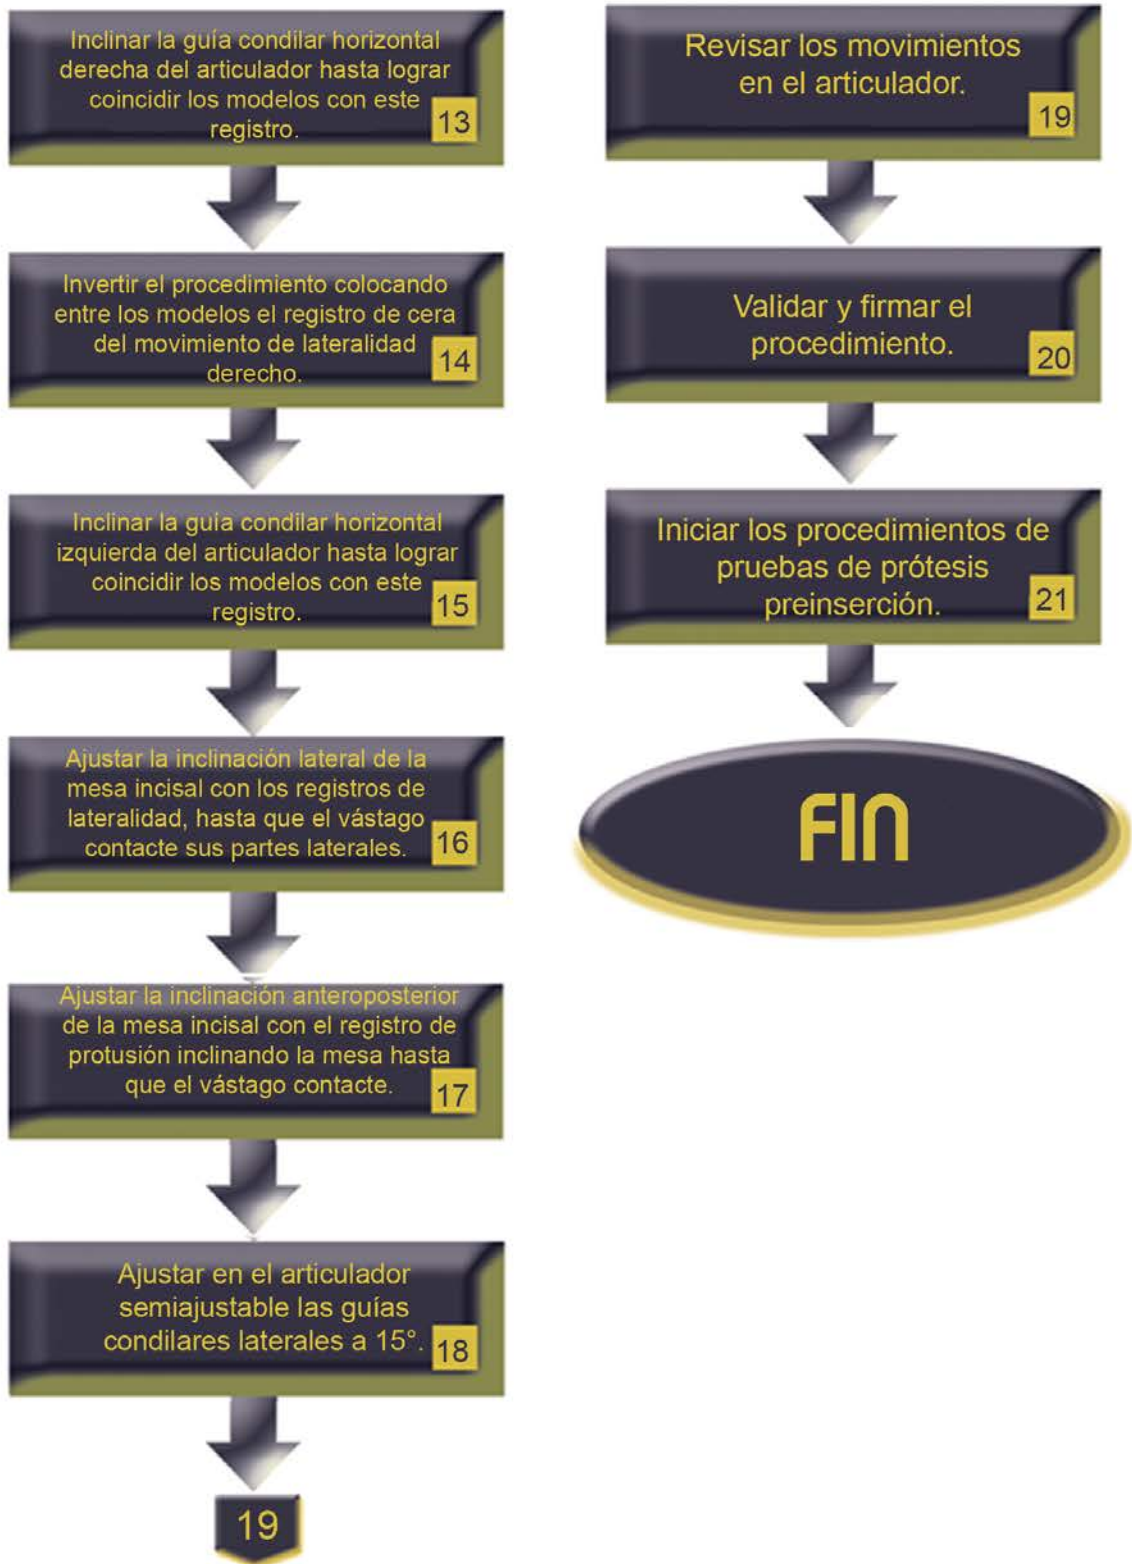 Inclinar la guía condilar horizontal
derecha del articulador hasta lograr
coincidir los modelos con este
registro.
13
Invertir el procedimiento colocando
entre los modelos el registro de cera
del movimiento de lateralidad
derecho.
14
Inclinar la guía condilar horizontal
izquierda del articulador hasta lograr
coincidir los modelos con este
registro.
15
Ajustar la inclinación lateral de la
mesa incisal con los registros de
lateralidad, hasta que el vástago
contacte sus partes laterales.
16
Ajustar la inclinación anteroposterior
de la mesa incisal con el registro de
protusión inclinando la mesa hasta
que el vástago contacte.
17
Ajustar en el articulador
semiajustable las guías
condilares laterales a 15°.
18
19
Revisar los movimientos
en el articulador.
19
Validar y firmar el
procedimiento.
20
Iniciar los procedimientos de
pruebas de prótesis
preinserción.
21
FIN